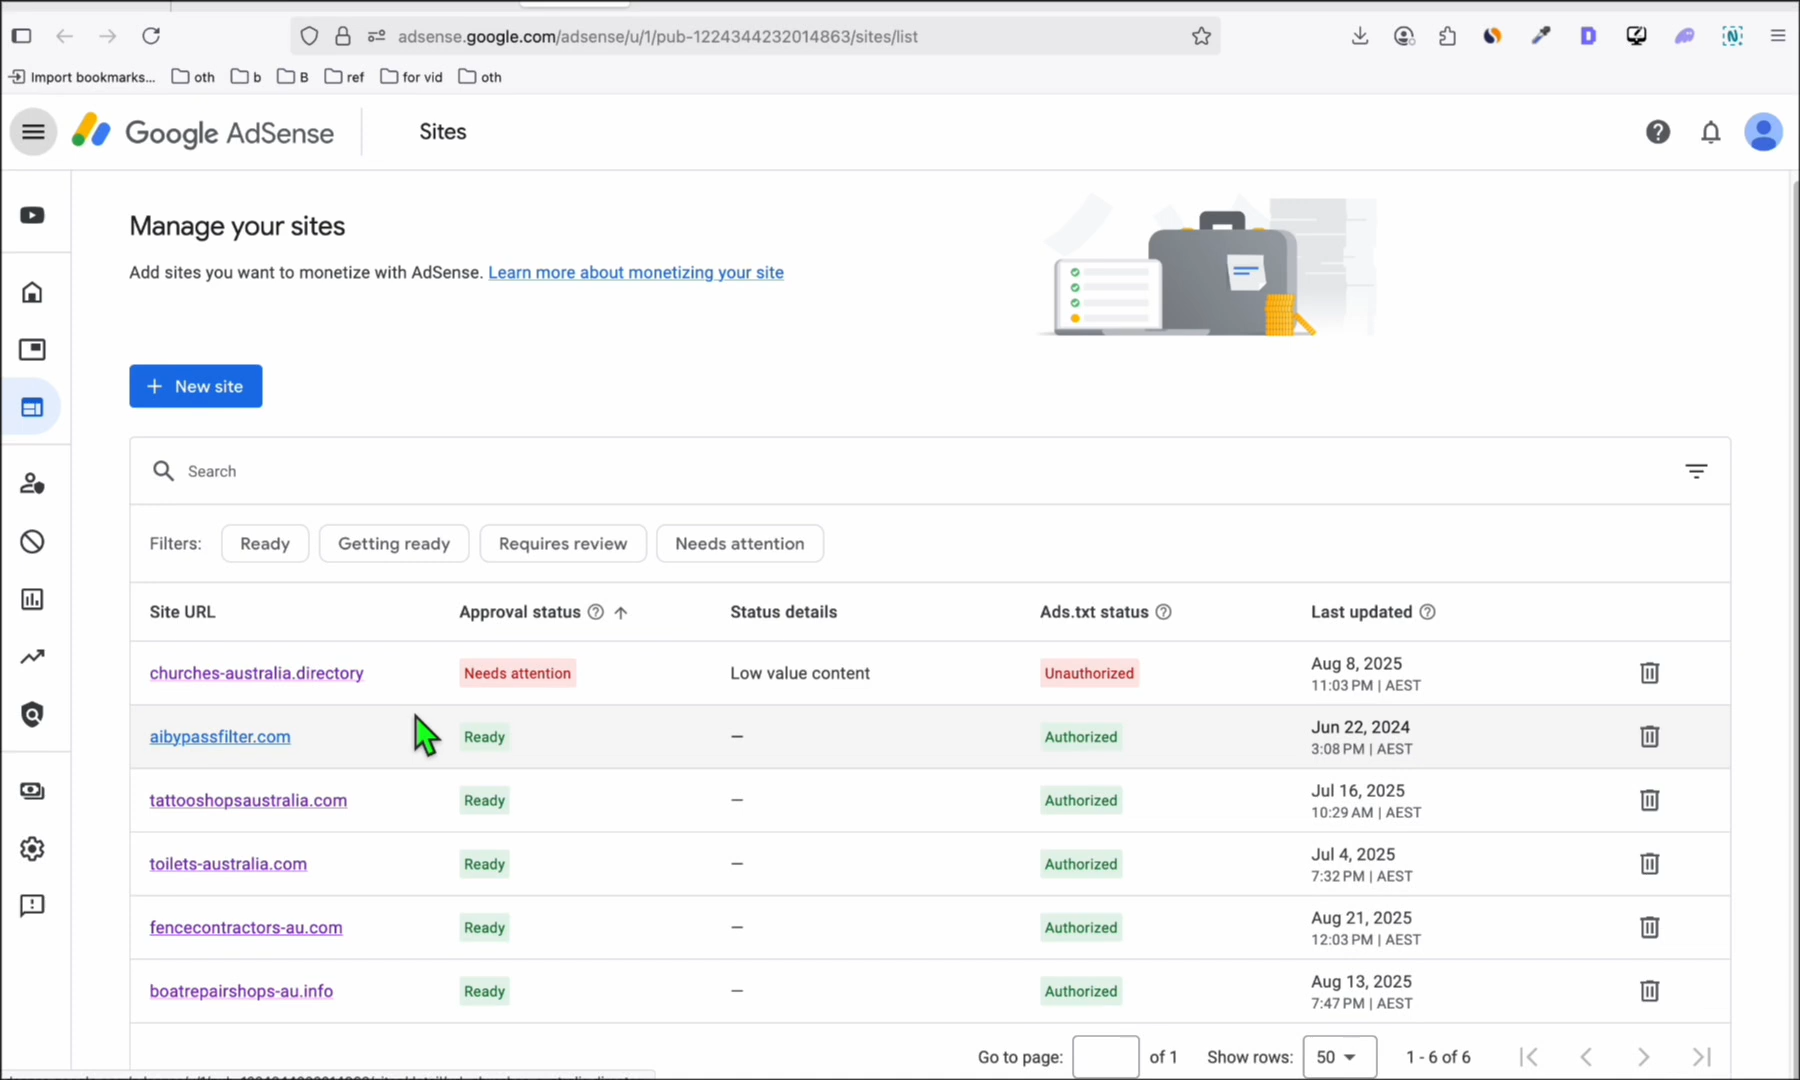 adsense.google.com/adsense/u/1/pub-1224344232014863/sites/list
Import bookmarks... oth b B ref for vid oth
Google AdSense Sites
Manage your sites
Add sites you want to monetize with AdSense. Learn more about monetizing your site
+ New site
Search
Filters: Ready Getting ready Requires review Needs attention
Site URL Approval status Status details Ads.txt status Last updated
churches-australia.directory Needs attention Low value content Unauthorized Aug 8, 2025
11:03 PM | AEST
aibypassfilter.com Ready — Authorized Jun 22, 2024
3:08 PM | AEST
tattooshopsaustralia.com Ready — Authorized Jul 16, 2025
10:29 AM | AEST
toilets-australia.com Ready — Authorized Jul 4, 2025
7:32 PM | AEST
fencecontractors-au.com Ready — Authorized Aug 21, 2025
12:03 PM | AEST
boatrepairshops-au.info Ready — Authorized Aug 13, 2025
7:47 PM | AEST
Go to page: of 1 Show rows: 50 1 - 6 of 6